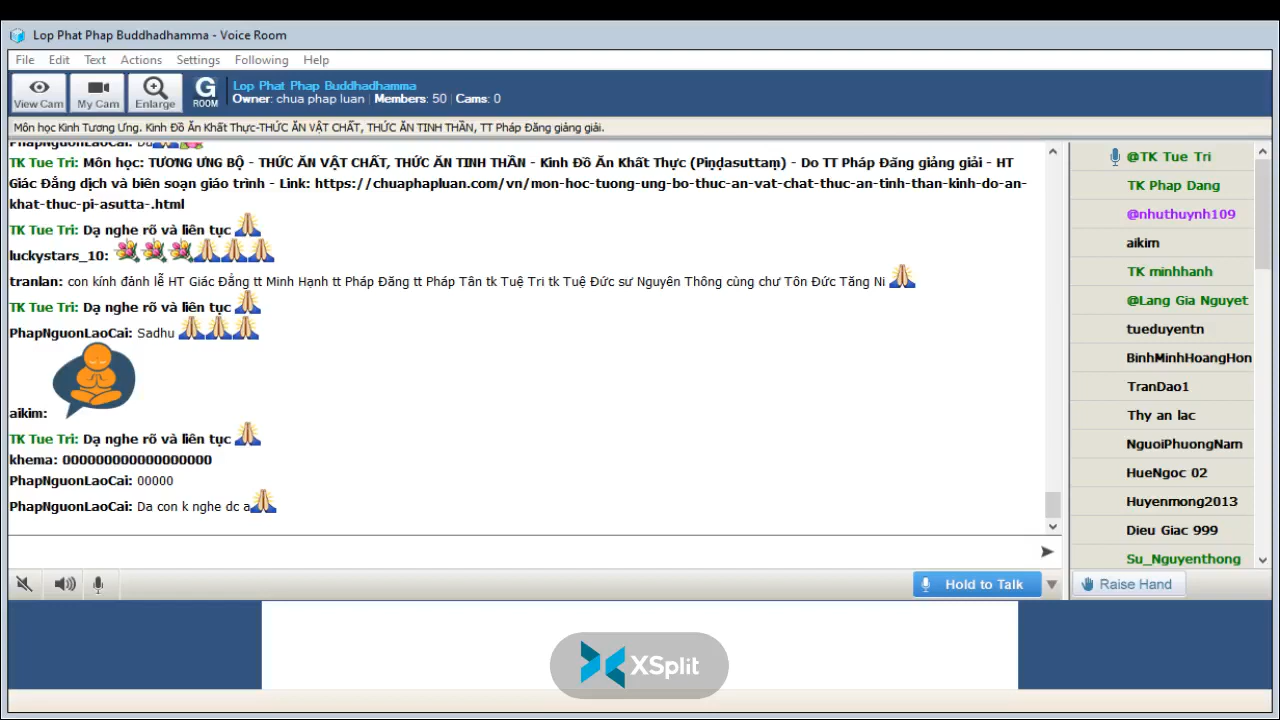 Lop Phat Phap Buddhadhamma - Voice Room
File Edit Text Actions Settings Following Help
View Cam My Cam Enlarge G ROOM
Lop Phat Phap Buddhadhamma
Owner: chua phap luan | Members: 50 | Cams: 0
Môn học Kinh Tương Ưng. Kinh Đồ Ăn Khất Thực-THỨC ĂN VẬT CHẤT, THỨC ĂN TINH THẦN, TT Pháp Đăng giảng giải.
PhapNguonLaoCai: Da
TK Tue Tri: Môn học: TƯƠNG ƯNG BỘ - THỨC ĂN VẬT CHẤT, THỨC ĂN TINH THẦN - Kinh Đồ Ăn Khất Thực (Piṇḍasuttaṃ) - Do TT Pháp Đăng giảng giải - HT
Giác Đẳng dịch và biên soạn giáo trình - Link: https://chuaphapluan.com/vn/mon-hoc-tuong-ung-bo-thuc-an-vat-chat-thuc-an-tinh-than-kinh-do-an-
khat-thuc-pi-asutta-.html
TK Tue Tri: Dạ nghe rõ và liên tục
luckystars_10:
tranlan: con kính đảnh lễ HT Giác Đẳng tt Minh Hạnh tt Pháp Đăng tt Pháp Tân tk Tuệ Tri tk Tuệ Đức sư Nguyên Thông cùng chư Tôn Đức Tăng Ni
TK Tue Tri: Dạ nghe rõ và liên tục
PhapNguonLaoCai: Sadhu
aikim:
TK Tue Tri: Dạ nghe rõ và liên tục
khema: 000000000000000000
PhapNguonLaoCai: 00000
PhapNguonLaoCai: Da con k nghe dc a
@TK Tue Tri
TK Phap Dang
@nhuthuynh109
aikim
TK minhhanh
@Lang Gia Nguyet
tueduyentn
BinhMinhHoangHon
TranDao1
Thy an lac
NguoiPhuongNam
HueNgoc 02
Huyenmong2013
Dieu Giac 999
Su_Nguyenthong
Hold to Talk
Raise Hand
XSplit